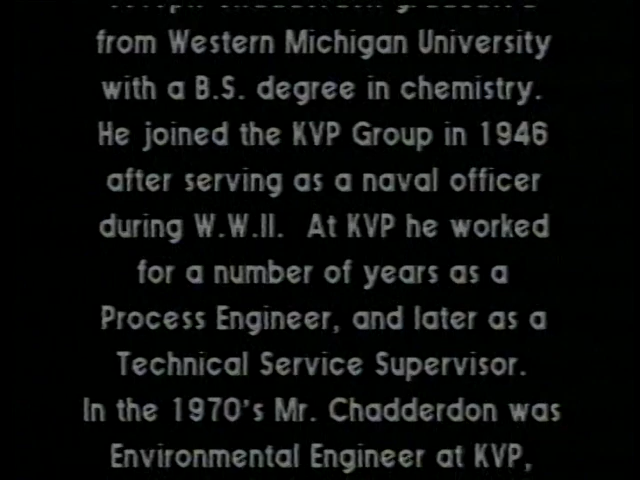 from Western Michigan University
with a B.S. degree in chemistry.
He joined the KVP Group in 1946
after serving as a naval officer
during W.W.II. At KVP he worked
for a number of years as a
Process Engineer, and later as a
Technical Service Supervisor.
In the 1970's Mr. Chadderdon was
Environmental Engineer at KVP,